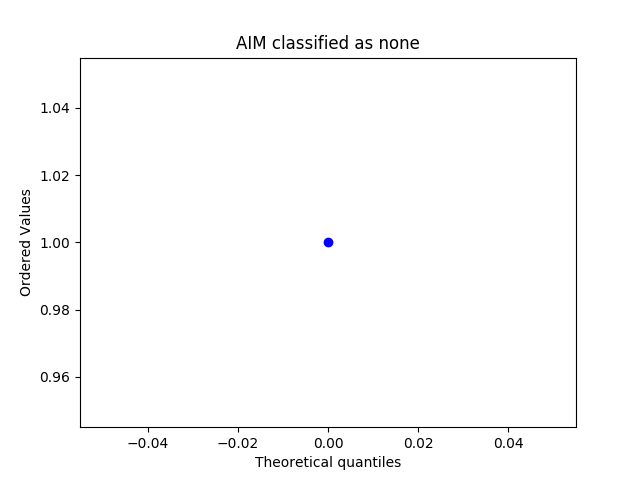 AIM classified as none
1.04
1.02
1.00
0.98
0.96
Ordered Values
−0.04 −0.02 0.00 0.02 0.04
Theoretical quantiles